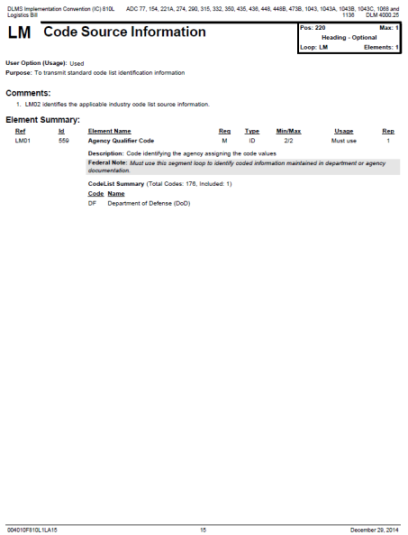 DLMS Implementation Convention (IC) 810L ADC 77, 154, 221A, 274, 290, 315, 332, 350, 435, 436, 448, 448B, 473B, 1043, 1043A, 1043B, 1043C, 1068 and
Logistics Bill 1136 DLM 4000.25
LM Code Source Information
Pos: 220 Max: 1
Heading - Optional
Loop: LM Elements: 1
User Option (Usage): Used
Purpose: To transmit standard code list identification information
Comments:
1. LM02 identifies the applicable industry code list source information.
Element Summary:
Ref Id Element Name Req Type Min/Max Usage Rep
LM01 559 Agency Qualifier Code M ID 2/2 Must use 1
Description: Code identifying the agency assigning the code values
Federal Note: Must use this segment loop to identify coded information maintained in department or agency
documentation.
CodeList Summary (Total Codes: 176, Included: 1)
Code Name
DF Department of Defense (DoD)
004010F810L1LA15 15 December 29, 2014